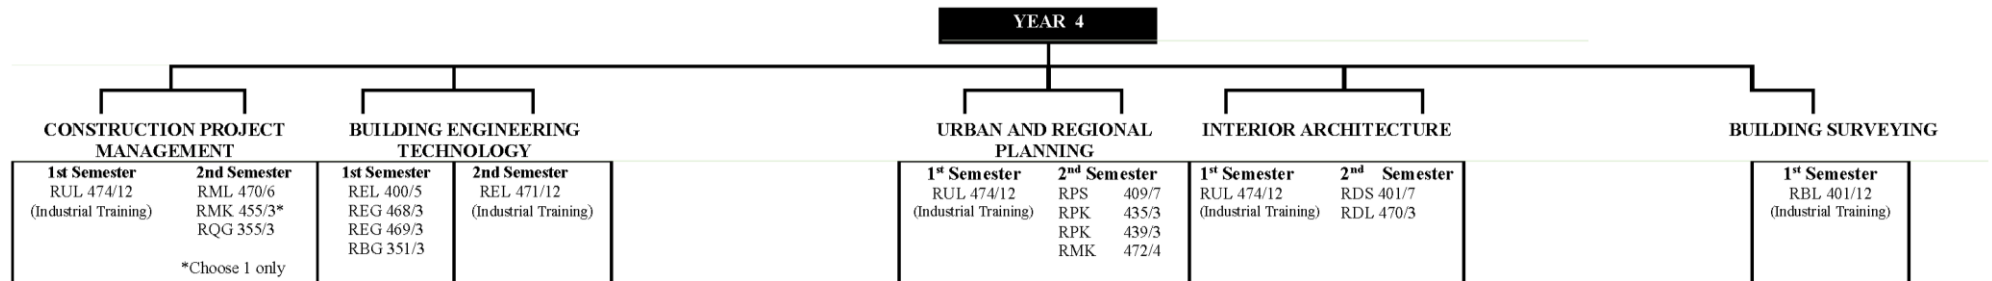 YEAR 4
CONSTRUCTION PROJECT
MANAGEMENT
1st Semester
RUL 474/12
(Industrial Training)
2nd Semester
RML 470/6
RMK 455/3*
RQG 355/3
*Choose 1 only
BUILDING ENGINEERING
TECHNOLOGY
1st Semester
REL 400/5
REG 468/3
REG 469/3
RBG 351/3
2nd Semester
REL 471/12
(Industrial Training)
URBAN AND REGIONAL
PLANNING
1st Semester
RUL 474/12
(Industrial Training)
2nd Semester
RPS 409/7
RPK 435/3
RPK 439/3
RMK 472/4
INTERIOR ARCHITECTURE
1st Semester
RUL 474/12
(Industrial Training)
2nd Semester
RDS 401/7
RDL 470/3
BUILDING SURVEYING
1st Semester
RBL 401/12
(Industrial Training)